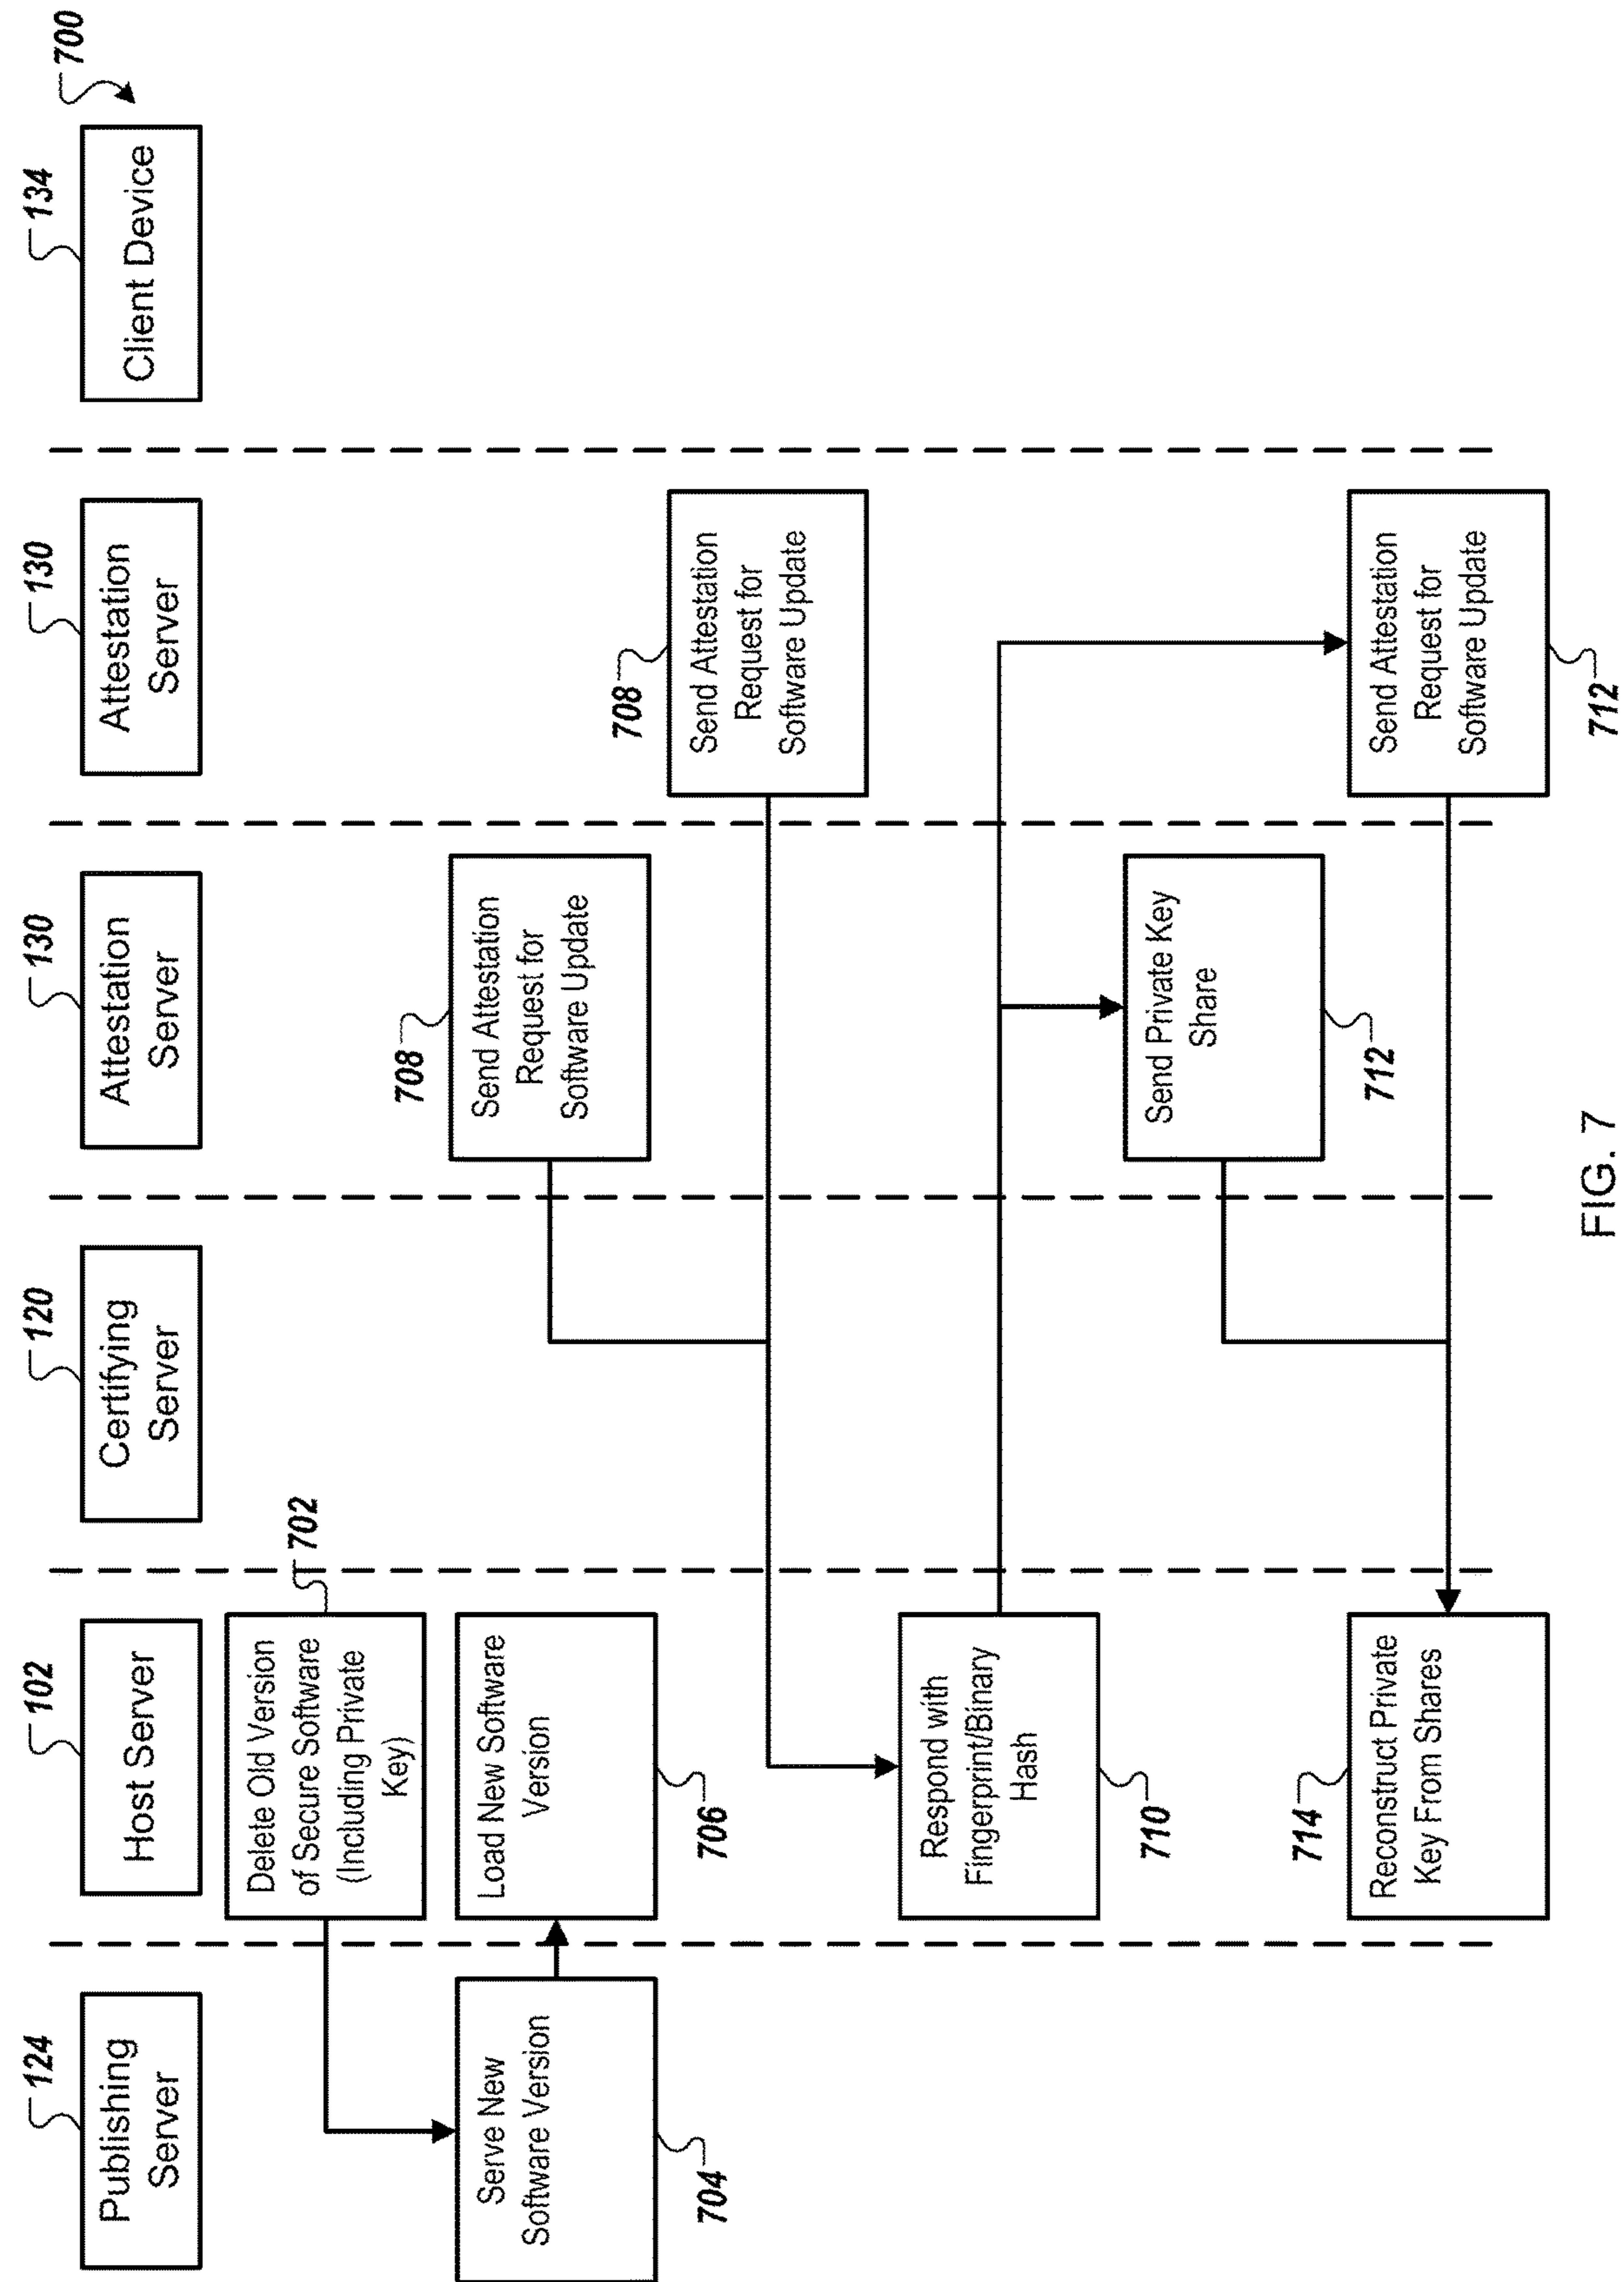 700
124
Publishing
Server
102
Host Server
120
Certifying
Server
130
Attestation
Server
130
Attestation
Server
134
Client Device
702
Delete Old Version
of Secure Software
(Including Private
Key)
Serve New
Software Version
704
Load New Software
Version
706
708
Send Attestation
Request for
Software Update
708
Send Attestation
Request for
Software Update
Respond with
Fingerprint/Binary
Hash
710
Send Private Key
Share
712
Send Attestation
Request for
Software Update
712
714
Reconstruct Private
Key From Shares
FIG. 7